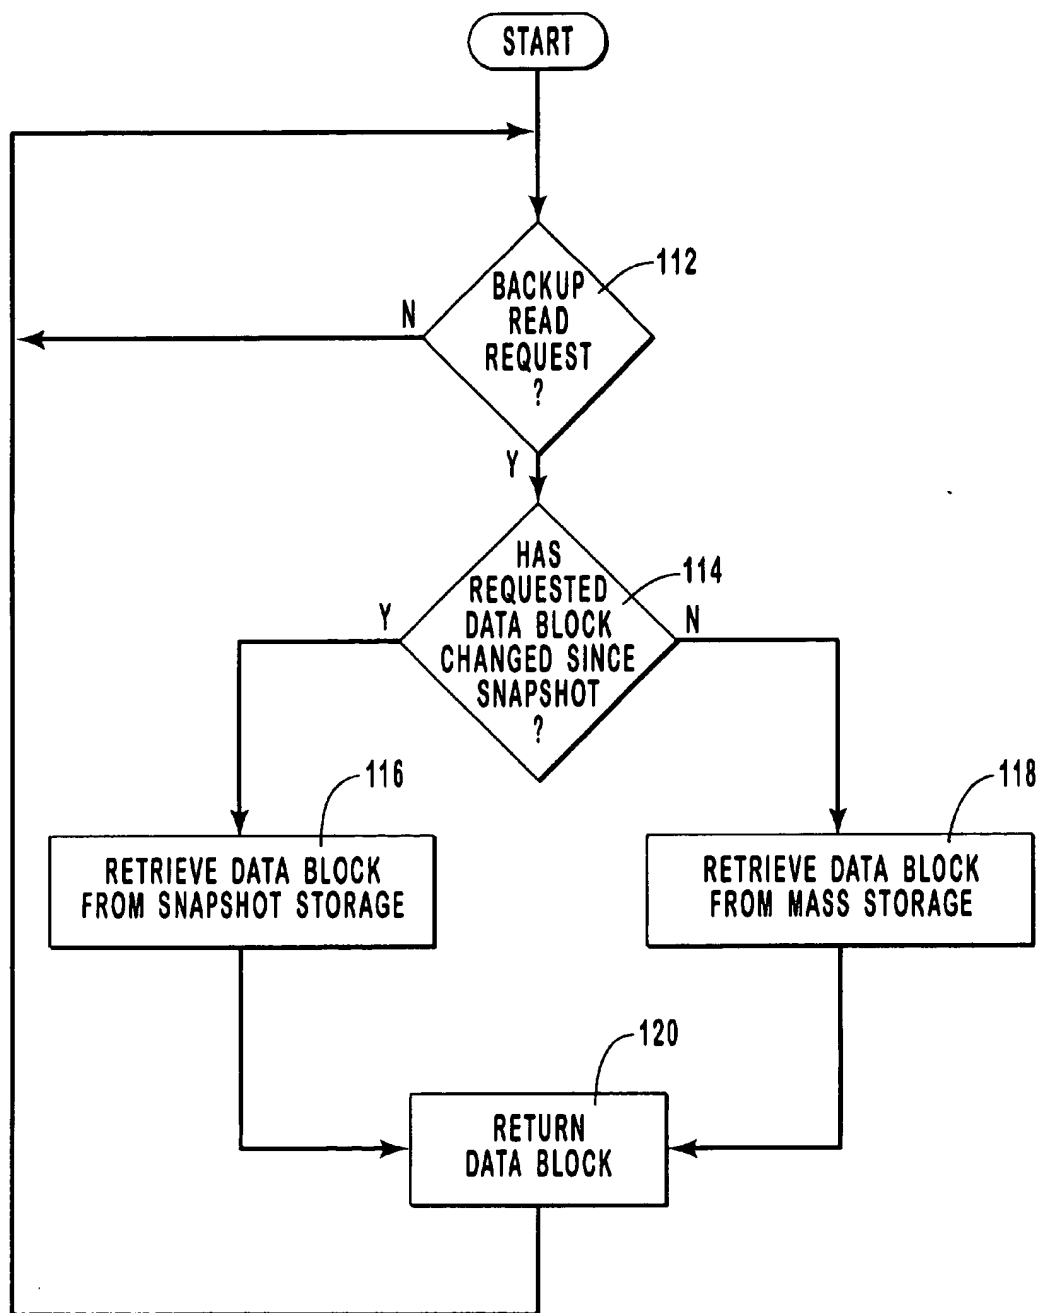 START
112
BACKUP
READ
REQUEST
?
N
Y
HAS
REQUESTED
DATA BLOCK
CHANGED SINCE
SNAPSHOT
?
114
Y
N
116
118
RETRIEVE DATA BLOCK
FROM SNAPSHOT STORAGE
RETRIEVE DATA BLOCK
FROM MASS STORAGE
120
RETURN
DATA BLOCK